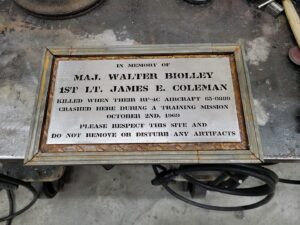 IN MEMORY OF
MAJ. WALTER BIOLLEY
1ST LT. JAMES E. COLEMAN
KILLED WHEN THEIR RF-4C AIRCRAFT 65-0889
CRASHED HERE DURING A TRAINING MISSION
OCTOBER 2ND, 1969
PLEASE RESPECT THIS SITE AND
DO NOT REMOVE OR DISTURB ANY ARTIFACTS